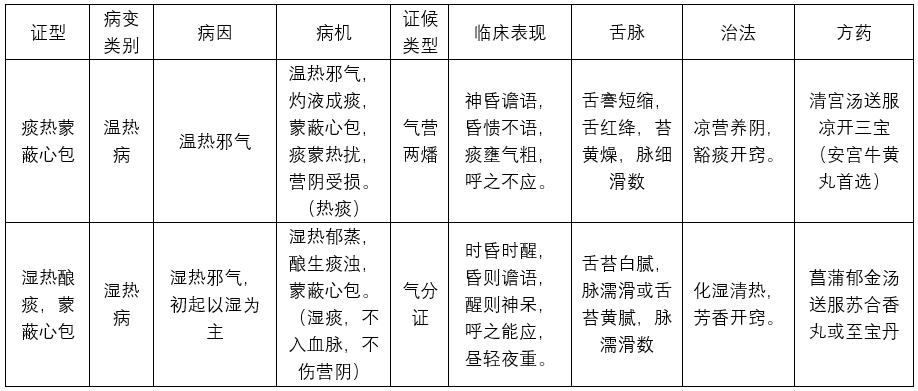 证型
病变
类别
病因
病机
证候
类型
临床表现
舌脉
治法
方药
痰热蒙
蔽心包
温热
病
温热邪气
温热邪气，
灼液成痰，
蒙蔽心包，
痰蒙热扰，
营阴受损。
（热痰）
气营
两燔
神昏谵语，
昏愦不语，
痰壅气粗，
呼之不应。
舌謇短缩，
舌红绛，苔
黄燥，脉细
滑数
凉营养阴，
豁痰开窍。
清宫汤送服
凉开三宝
（安宫牛黄
丸首选）
湿热酿
痰，蒙
蔽心包
湿热
病
湿热邪气，
初起以湿为
主
湿热郁蒸，
酿生痰浊，
蒙蔽心包。
（湿痰，不
入血脉，不
伤营阴）
气分
证
时昏时醒，
昏则谵语，
醒则神呆，
呼之能应，
昼轻夜重。
舌苔白腻，
脉濡滑或舌
苔黄腻，脉
濡滑数
化湿清热，
芳香开窍。
菖蒲郁金汤
送服苏合香
丸或至宝丹